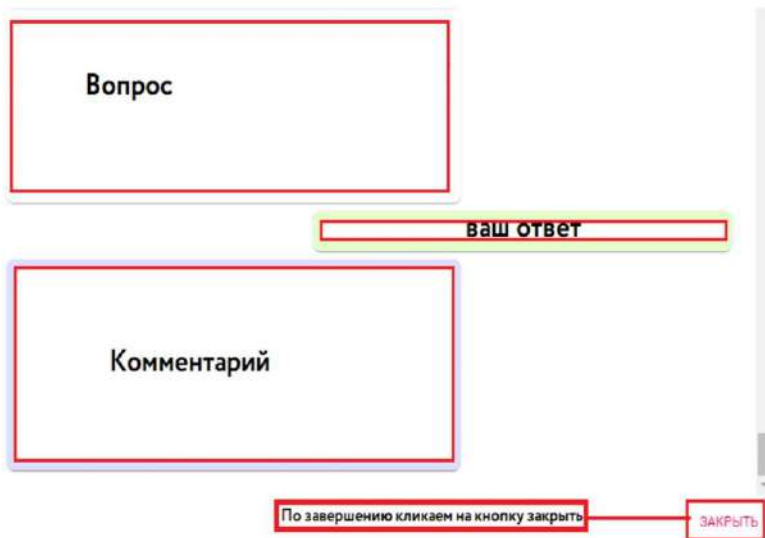 Вопрос
ваш ответ
Комментарий
По завершению кликаем на кнопку закрыть
ЗАКРЫТЬ